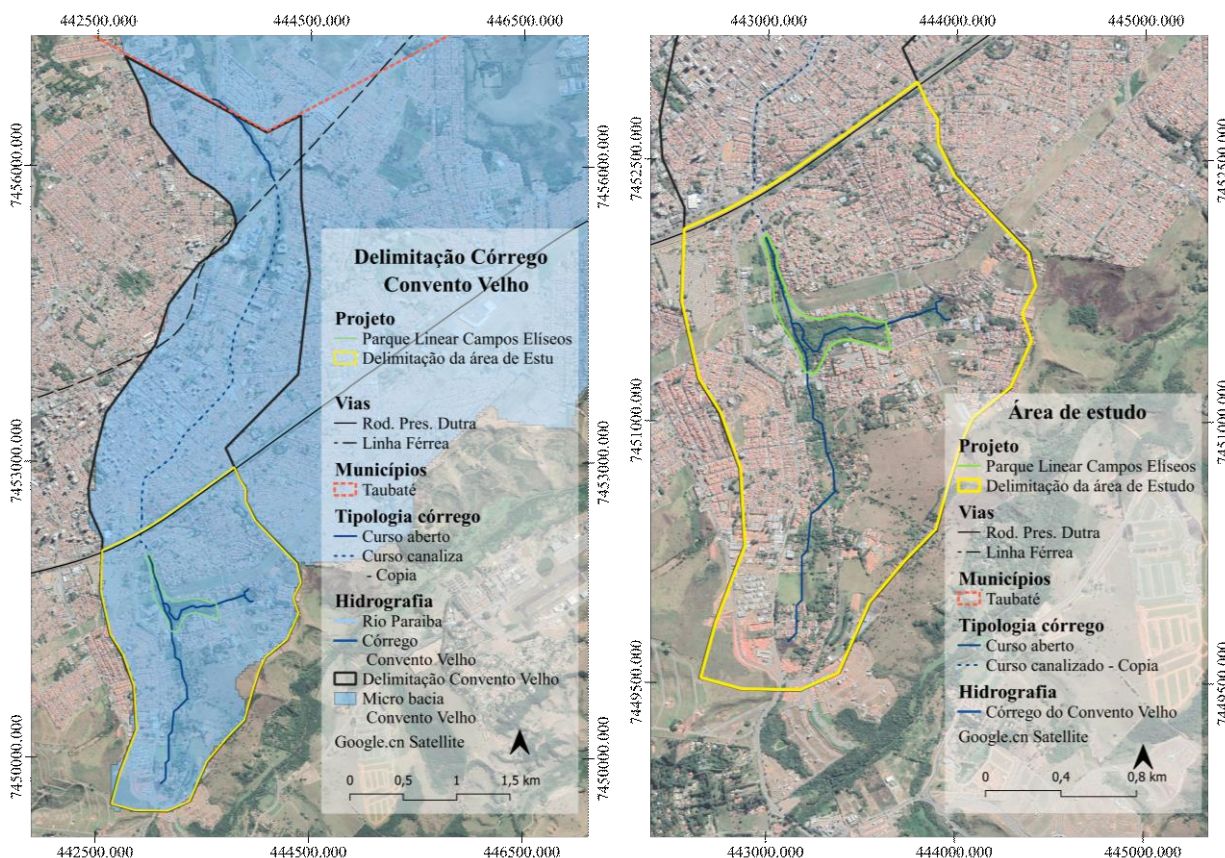 442500.000 444500.000 446500.000
7456000.000
7453000.000
7450000.000
Delimitação Córrego
Convento Velho
Projeto
Parque Linear Campos Elíseos
Delimitação da área de Estu
Vias
Rod. Pres. Dutra
Linha Férrea
Municípios
Taubaté
Tipologia córrego
Curso aberto
Curso canaliza
- Copia
Hidrografia
Rio Paraiba
Córrego
Convento Velho
Delimitação Convento Velho
Micro bacia
Convento Velho
Google.cn Satellite
0 0,5 1 1,5 km
7456000.000
7453000.000
7450000.000
442500.000 444500.000 446500.000
443000.000 444000.000 445000.000
7452500.000
7451000.000
7449500.000
Área de estudo
Projeto
Parque Linear Campos Elíseos
Delimitação da área de Estudo
Vias
Rod. Pres. Dutra
Linha Férrea
Municípios
Taubaté
Tipologia córrego
Curso aberto
Curso canalizado - Copia
Hidrografia
Córrego do Convento Velho
Google.cn Satellite
0 0,4 0,8 km
7452500.000
7451000.000
7449500.000
443000.000 444000.000 445000.000